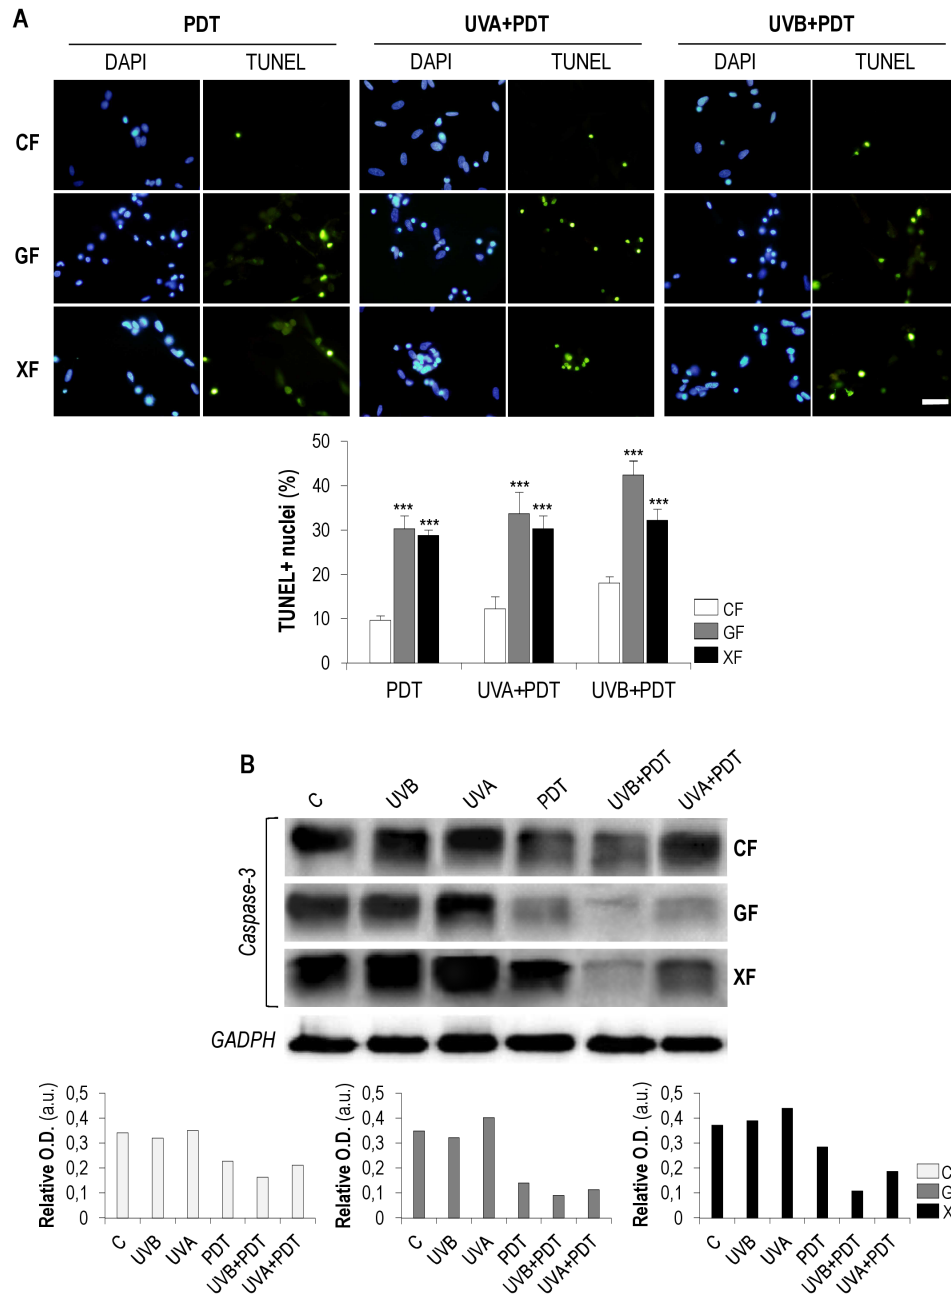 A
PDT UVA+PDT UVB+PDT
DAPI TUNEL DAPI TUNEL DAPI TUNEL
CF
GF
XF
TUNEL+ nuclei (%)
50
40
30
20
10
0
*** *** *** *** *** ***
PDT UVA+PDT UVB+PDT
CF
GF
XF
B
C UVB UVA PDT UVB+PDT UVA+PDT
Caspase-3
CF
GF
XF
GADPH
Relative O.D. (a.u.)
0,5
0,4
0,3
0,2
0,1
0
C UVB UVA PDT UVB+PDT UVA+PDT
Relative O.D. (a.u.)
0,5
0,4
0,3
0,2
0,1
0
C UVB UVA PDT UVB+PDT UVA+PDT
Relative O.D. (a.u.)
0,5
0,4
0,3
0,2
0,1
0
C UVB UVA PDT UVB+PDT UVA+PDT